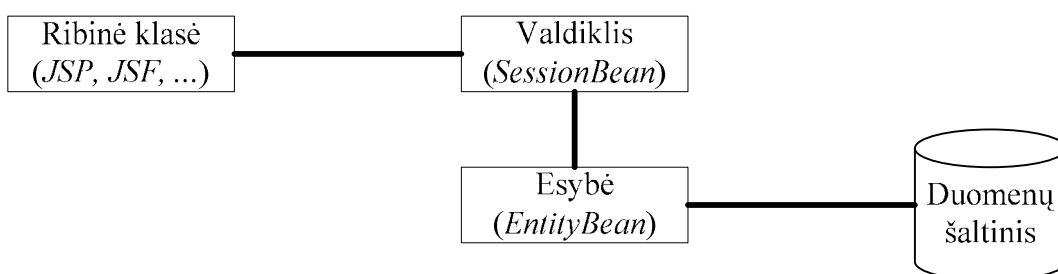 Ribinė klasė
(JSP, JSF, ...)
Valdiklis
(SessionBean)
Esybė
(EntityBean)
Duomenų
šaltinis